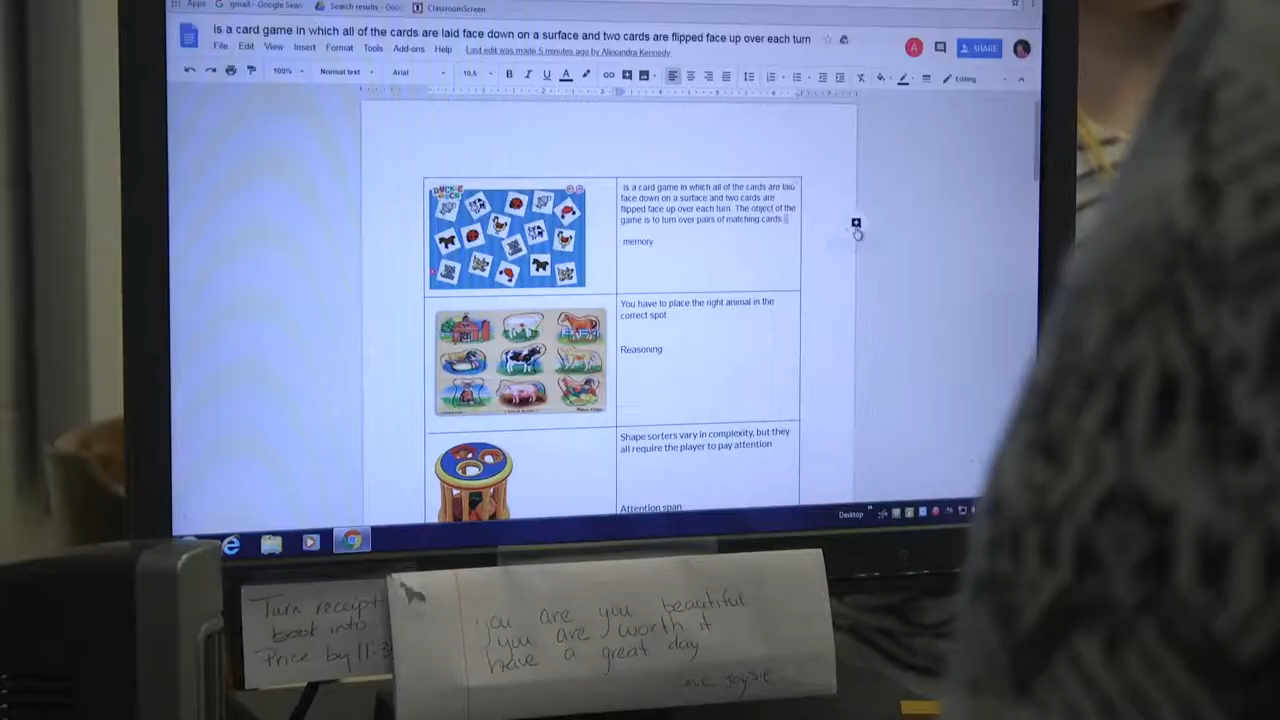 Apps gmail - Google Sear Search results - Goo ClassroomScreen
is a card game in which all of the cards are laid face down on a surface and two cards are flipped face up over each turn
File Edit View Insert Format Tools Add-ons Help Last edit was made 5 minutes ago by Alexandra Kennedy
A SHARE
100% Normal text Arial 10.5 B I U A Editing
is a card game in which all of the cards are laid
face down on a surface and two cards are
flipped face up over each turn. The object of the
game is to turn over pairs of matching cards.
memory
You have to place the right animal in the
correct spot
Reasoning
Shape sorters vary in complexity, but they
all require the player to pay attention
Attention span
Desktop
Turn receipt
book into
Price by 11:3
you are you beautiful
you are worth it
have a great day
Joysie